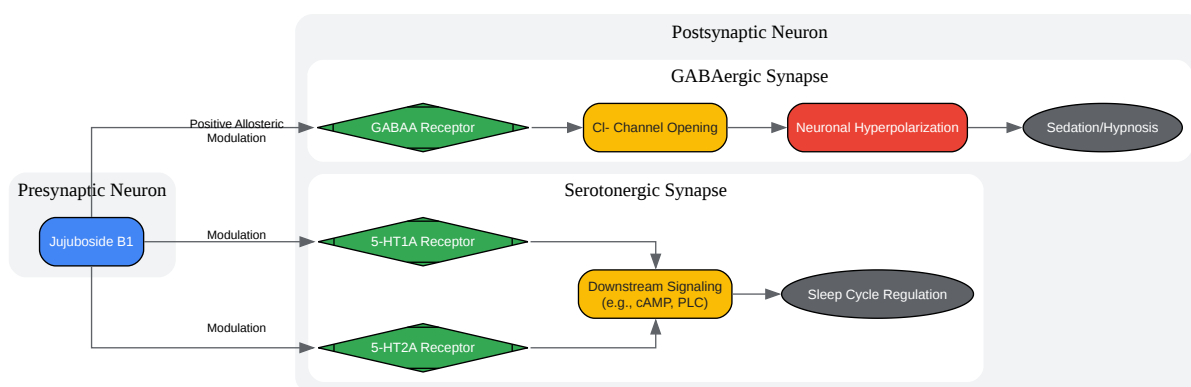 Postsynaptic Neuron
GABAergic Synapse
Positive Allosteric
Modulation
GABAA Receptor
Cl- Channel Opening
Neuronal Hyperpolarization
Sedation/Hypnosis
Presynaptic Neuron
Jujuboside B1
Serotonergic Synapse
Modulation
5-HT1A Receptor
Downstream Signaling
(e.g., cAMP, PLC)
Sleep Cycle Regulation
Modulation
5-HT2A Receptor